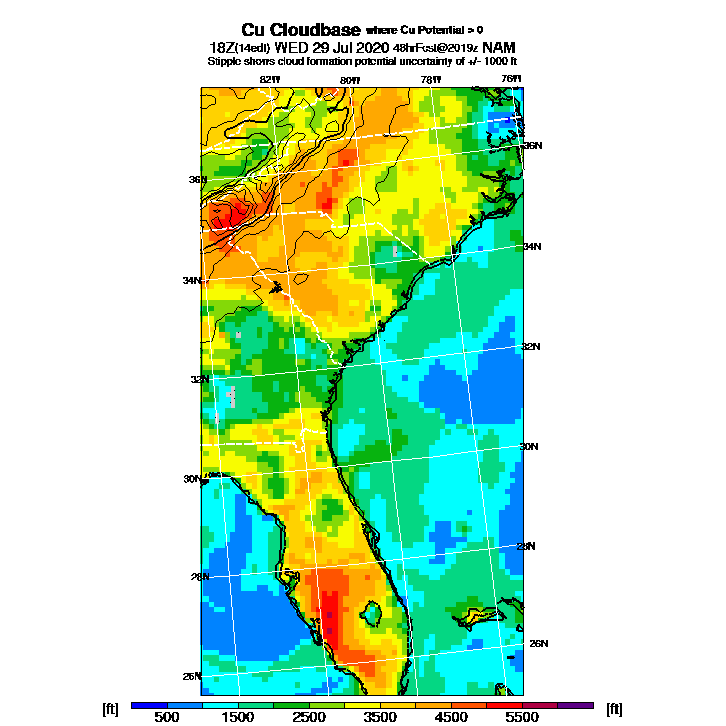 Cu Cloudbase where Cu Potential > 0
18Z(14edt) WED 29 Jul 2020 48hrFcst@2019z NAM
Stipple shows cloud formation potential uncertainty of +/- 1000 ft
82W 80W 78W 76W
36N
36N
34N
34N
32N
32N
30N
30N
28N
28N
26N
26N
[ft] [ft]
500 1500 2500 3500 4500 5500